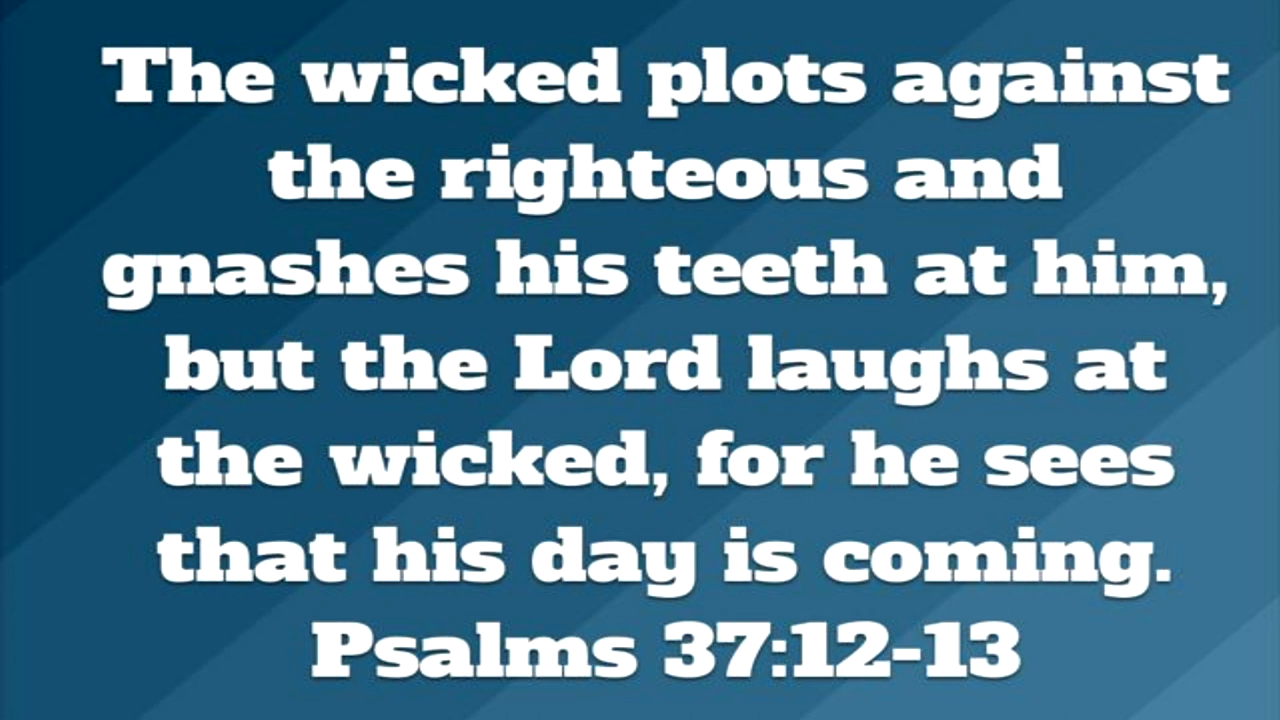 The wicked plots against
the righteous and
gnashes his teeth at him,
but the Lord laughs at
the wicked, for he sees
that his day is coming.
Psalms 37:12-13